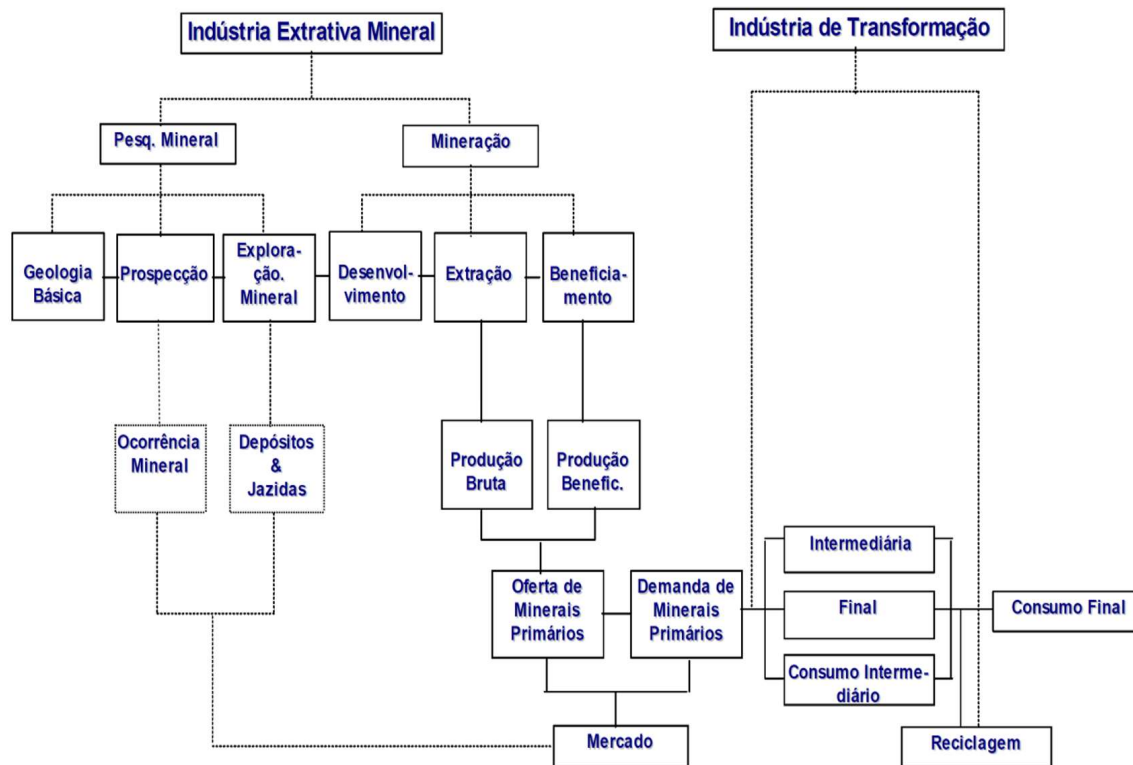 Indústria Extrativa Mineral
Indústria de Transformação
Pesq. Mineral
Mineração
Geologia
Básica
Prospecção
Explora-
ção.
Mineral
Desenvol-
vimento
Extração
Beneficia-
mento
Ocorrência
Mineral
Depósitos
&
Jazidas
Produção
Bruta
Produção
Benefic.
Intermediária
Oferta de
Minerais
Primários
Demanda de
Minerais
Primários
Final
Consumo Final
Consumo Interme-
diário
Mercado
Reciclagem